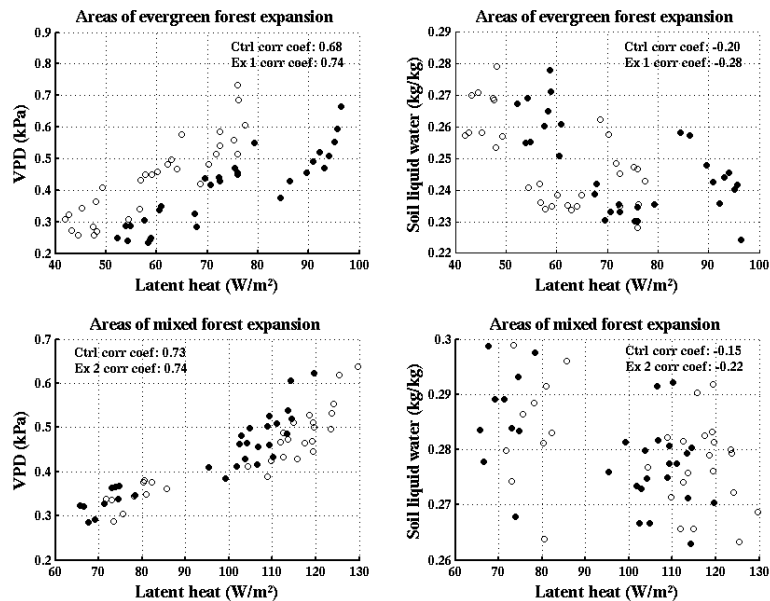 Areas of evergreen forest expansion
Ctrl corr coef: 0.68
Ex 1 corr coef: 0.74
VPD (kPa)
0.9
0.8
0.7
0.6
0.5
0.4
0.3
0.2
40 50 60 70 80 90 100
Latent heat (W/m²)
Areas of evergreen forest expansion
Ctrl corr coef: -0.20
Ex 1 corr coef: -0.28
Soil liquid water (kg/kg)
0.29
0.28
0.27
0.26
0.25
0.24
0.23
0.22
40 50 60 70 80 90 100
Latent heat (W/m²)
Areas of mixed forest expansion
Ctrl corr coef: 0.73
Ex 2 corr coef: 0.74
VPD (kPa)
0.7
0.6
0.5
0.4
0.3
0.2
60 70 80 90 100 110 120 130
Latent heat (W/m²)
Areas of mixed forest expansion
Ctrl corr coef: -0.15
Ex 2 corr coef: -0.22
Soil liquid water (kg/kg)
0.3
0.29
0.28
0.27
0.26
60 70 80 90 100 110 120 130
Latent heat (W/m²)